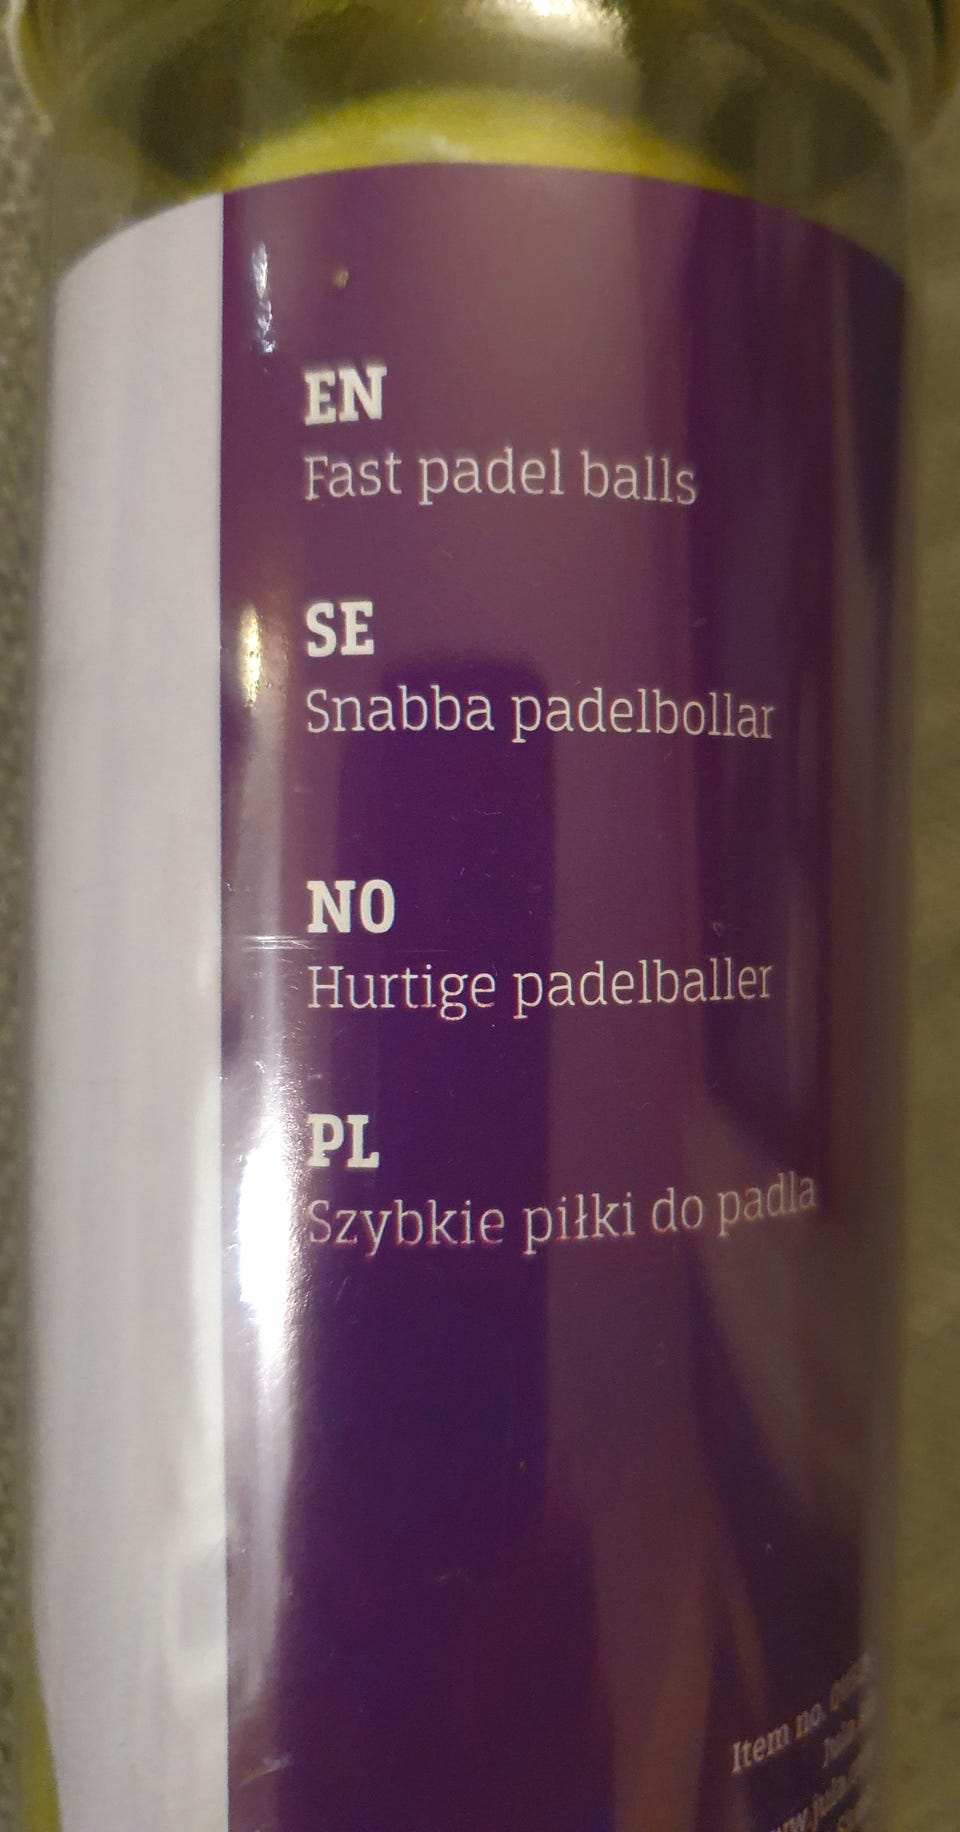 EN
Fast padel balls
SE
Snabba padelbollar
NO
Hurtige padelballer
PL
Szybkie piłki do padla
Item no.